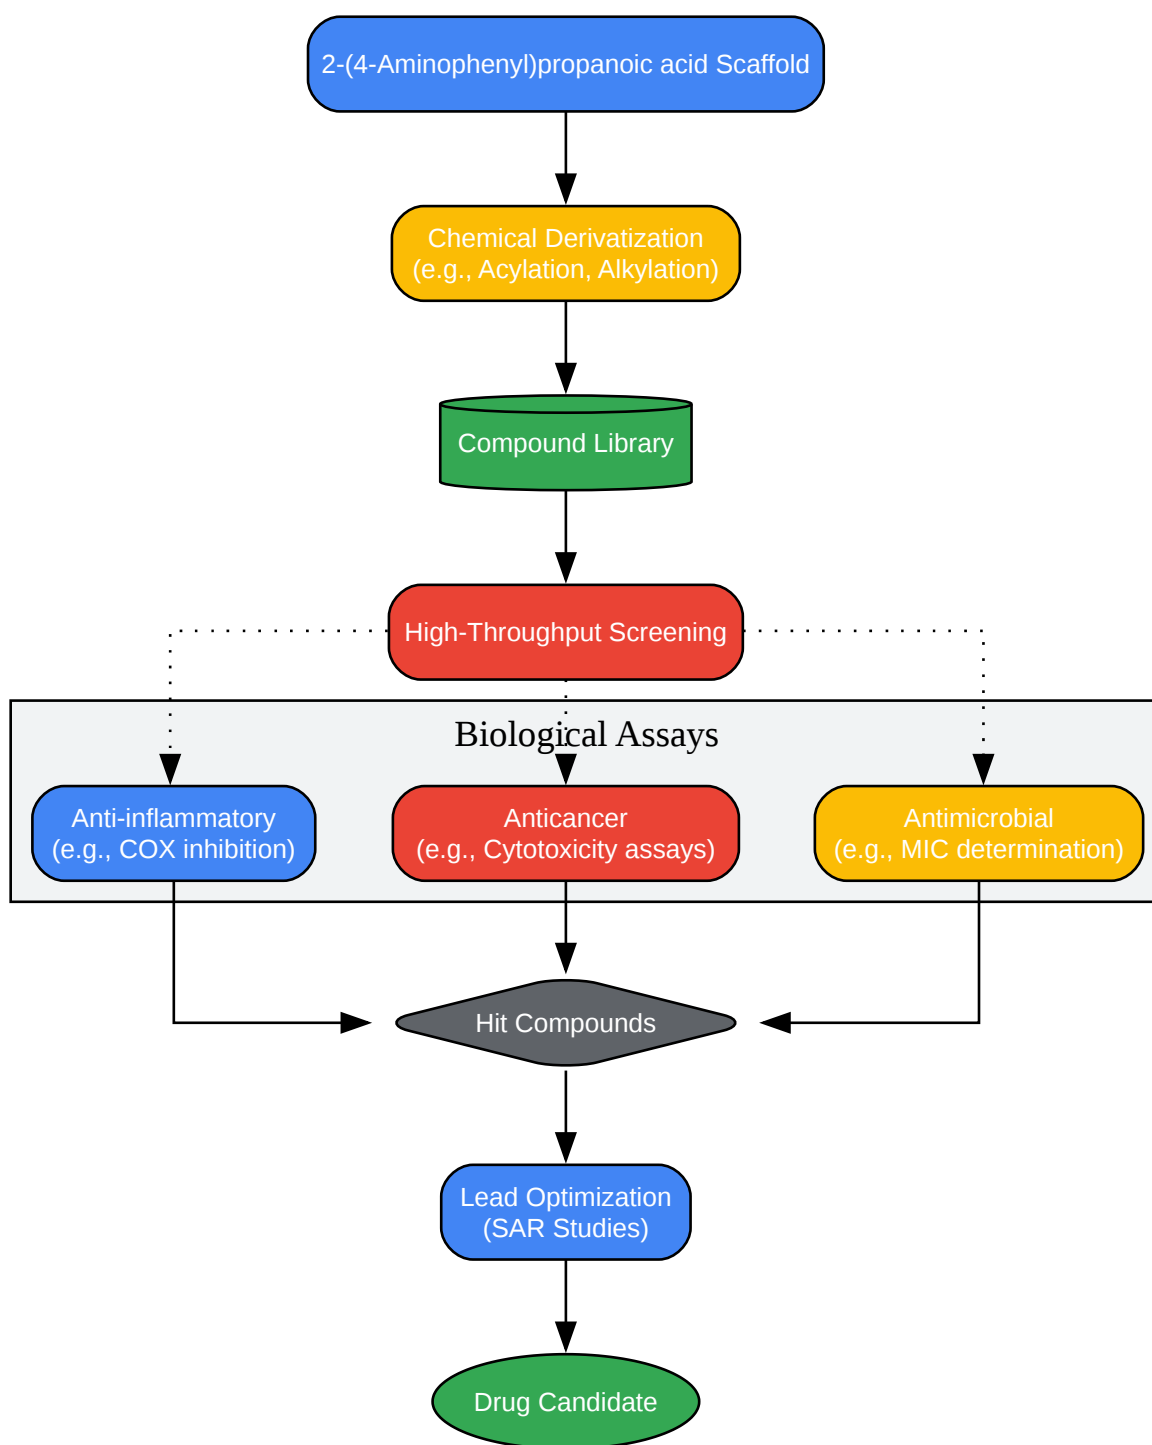 2-(4-Aminophenyl)propanoic acid Scaffold
Chemical Derivatization
(e.g., Acylation, Alkylation)
Compound Library
High-Throughput Screening
Biological Assays
Anti-inflammatory
(e.g., COX inhibition)
Anticancer
(e.g., Cytotoxicity assays)
Antimicrobial
(e.g., MIC determination)
Hit Compounds
Lead Optimization
(SAR Studies)
Drug Candidate